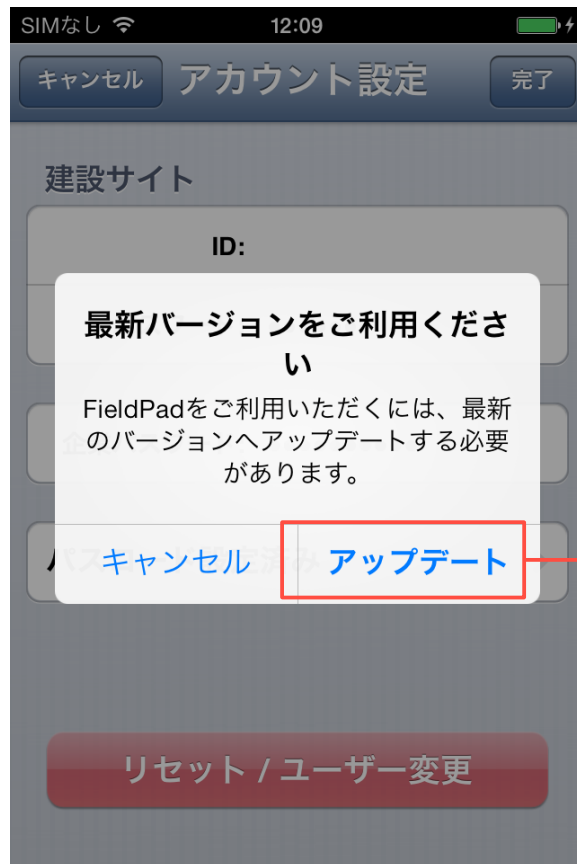 SIMなし 12:09
キャンセル アカウント設定 完了
建設サイト
ID:
最新バージョンをご利用くださ
い
FieldPadをご利用いただくには、最新
のバージョンへアップデートする必要
があります。
キャンセル アップデート
リセット / ユーザー変更